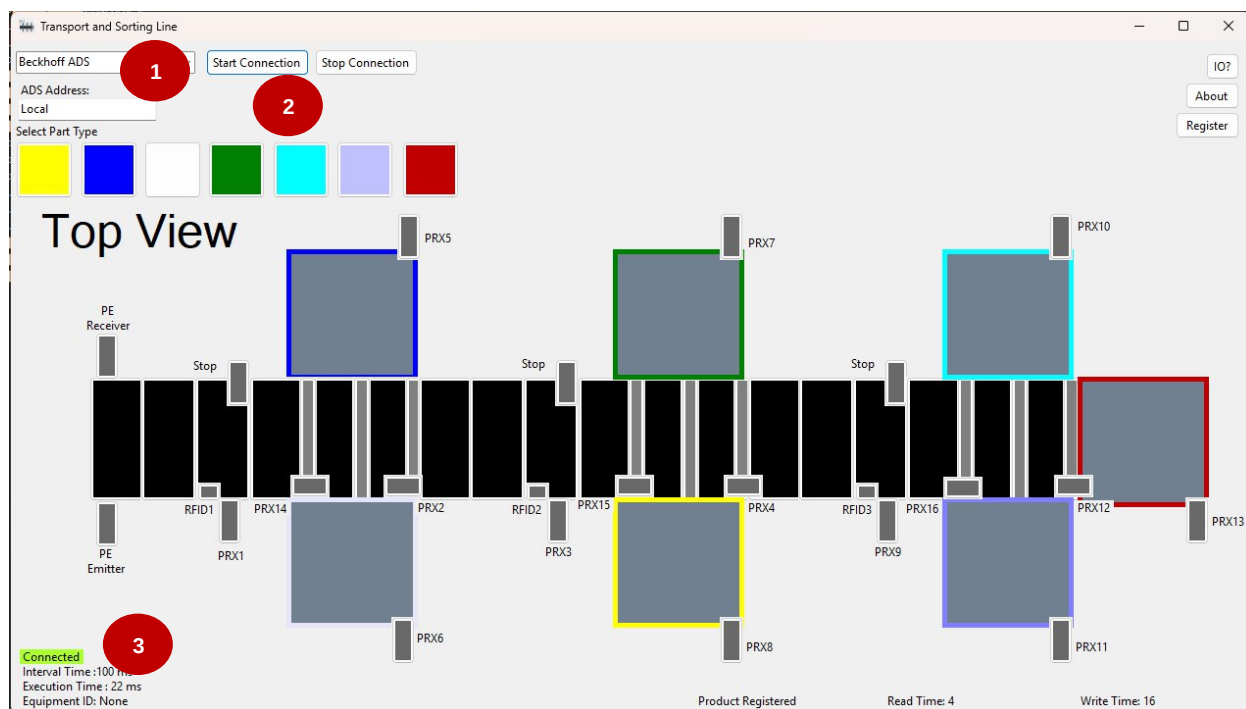 Transport and Sorting Line
Beckhoff ADS
1
Start Connection
Stop Connection
IO?
ADS Address:
2
About
Local
Register
Select Part Type
Top View
PRX5
PRX7
PRX10
PE
Receiver
Stop
Stop
Stop
RFID1
PRX14
PRX2
RFID2
PRX15
PRX4
RFID3
PRX16
PRX12
PRX13
PE
Emitter
PRX1
PRX3
PRX9
PRX6
PRX8
PRX11
3
Connected
Interval Time :100 ms
Execution Time : 22 ms
Equipment ID: None
Product Registered
Read Time: 4
Write Time: 16